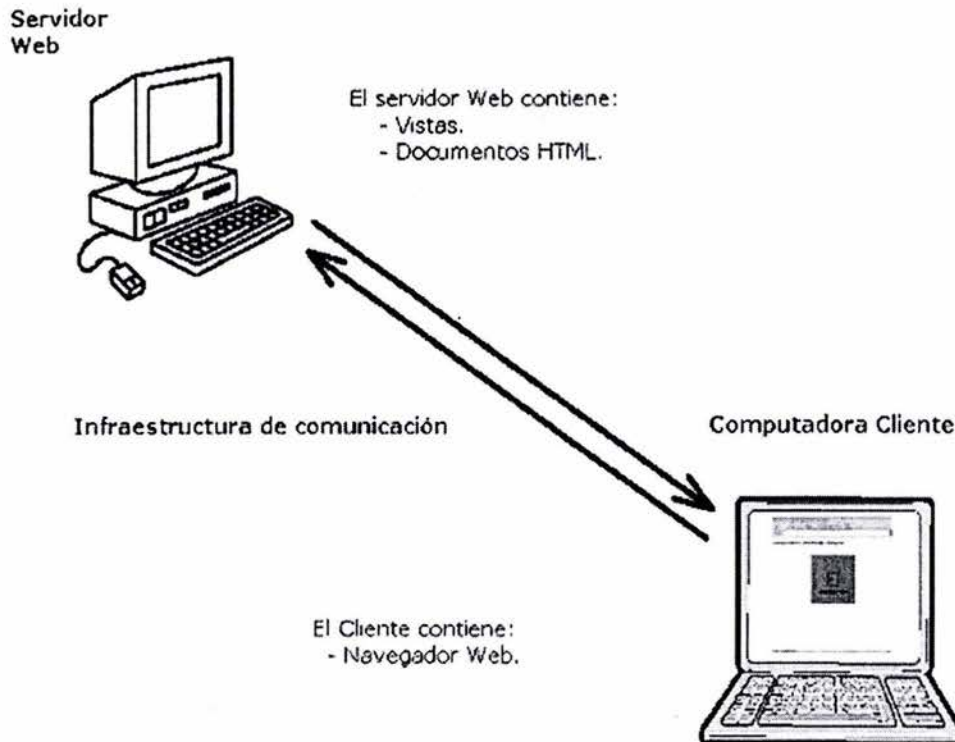 Servidor
Web
El servidor Web contiene:
- Vistas.
- Documentos HTML.
Infraestructura de comunicación
Computadora Cliente
El Cliente contiene:
- Navegador Web.